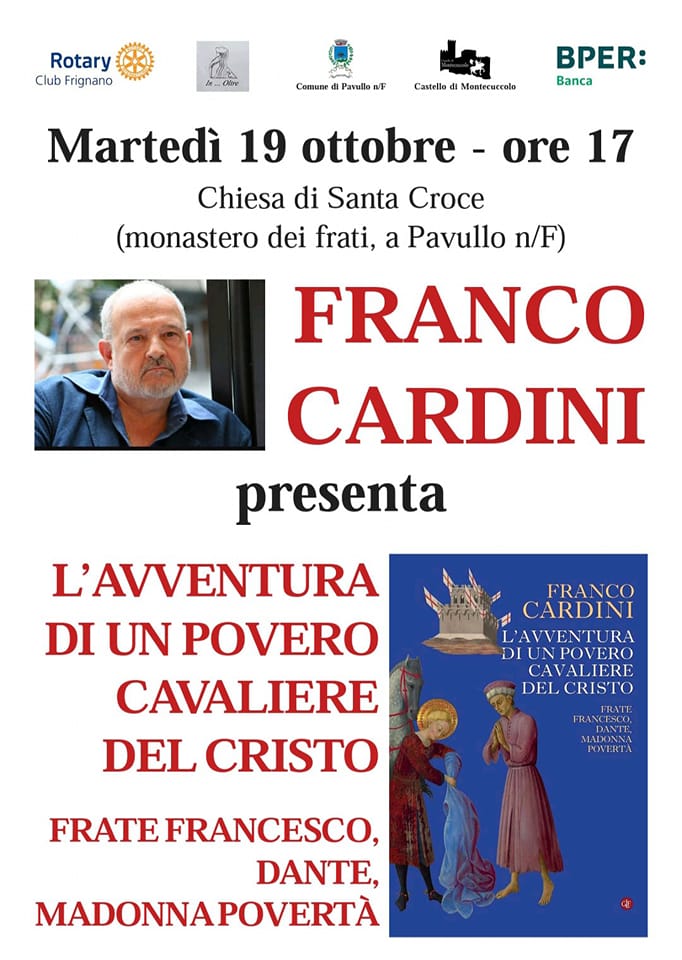 Rotary
Club Frignano
In ... Oltre
Comune di Pavullo n/F
Castello di Montecuccolo
BPER:
Banca
Martedì 19 ottobre - ore 17
Chiesa di Santa Croce
(monastero dei frati, a Pavullo n/F)
FRANCO
CARDINI
presenta
L’AVVENTURA
DI UN POVERO
CAVALIERE
DEL CRISTO
FRATE FRANCESCO,
DANTE,
MADONNA POVERTÀ
FRANCO
CARDINI
L’AVVENTURA
DI UN POVERO
CAVALIERE
DEL CRISTO
FRATE
FRANCESCO,
DANTE,
MADONNA
POVERTÀ